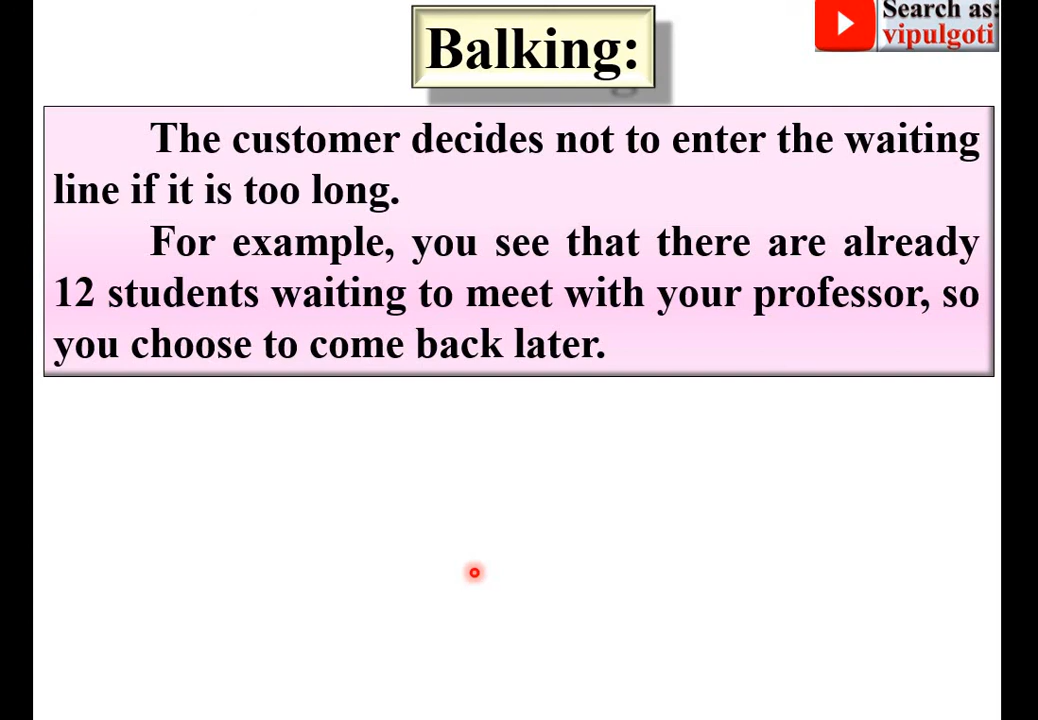 Search as:
vipulgoti
Balking:
The customer decides not to enter the waiting
line if it is too long.
For example, you see that there are already
12 students waiting to meet with your professor, so
you choose to come back later.